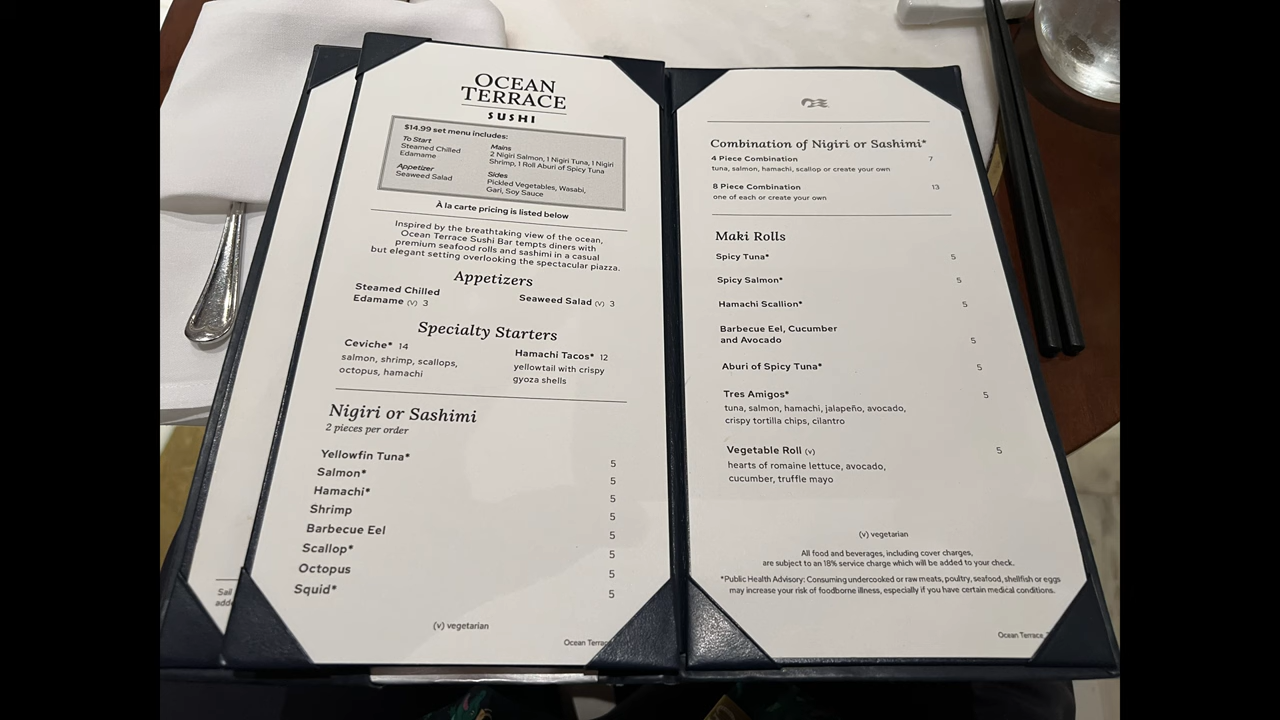 OCEAN
TERRACE
SUSHI
$14.99 set menu includes:
To Start
Steamed Chilled
Edamame
Appetizer
Seaweed Salad
Mains
2 Nigiri Salmon, 1 Nigiri Tuna, 1 Nigiri
Shrimp, 1 Roll Aburi of Spicy Tuna
Sides
Pickled Vegetables, Wasabi,
Gari, Soy Sauce
À la carte pricing is listed below
Inspired by the breathtaking view of the ocean,
Ocean Terrace Sushi Bar tempts diners with
premium seafood rolls and sashimi in a casual
but elegant setting overlooking the spectacular piazza.
Appetizers
Steamed Chilled
Edamame (V) 3
Seaweed Salad (V) 3
Specialty Starters
Ceviche* 14
salmon, shrimp, scallops,
octopus, hamachi
Hamachi Tacos* 12
yellowtail with crispy
gyoza shells
Nigiri or Sashimi
2 pieces per order
Yellowfin Tuna* 5
Salmon* 5
Hamachi* 5
Shrimp 5
Barbecue Eel 5
Scallop* 5
Octopus 5
Squid* 5
(v) vegetarian
Ocean
Sail
Combination of Nigiri or Sashimi*
4 Piece Combination 7
tuna, salmon, hamachi, scallop or create your own
8 Piece Combination 13
one of each or create your own
Maki Rolls
Spicy Tuna* 5
Spicy Salmon* 5
Hamachi Scallion* 5
Barbecue Eel, Cucumber
and Avocado 5
Aburi of Spicy Tuna* 5
Tres Amigos* 5
tuna, salmon, hamachi, jalapeño, avocado,
crispy tortilla chips, cilantro
Vegetable Roll (v) 5
hearts of romaine lettuce, avocado,
cucumber, truffle mayo
(v) vegetarian
All food and beverages, including cover charges,
are subject to an 18% service charge which will be added to your check.
*Public Health Advisory: Consuming undercooked or raw meats, poultry, seafood, shellfish or eggs
may increase your risk of foodborne illness, especially if you have certain medical conditions.
Ocean Terrace